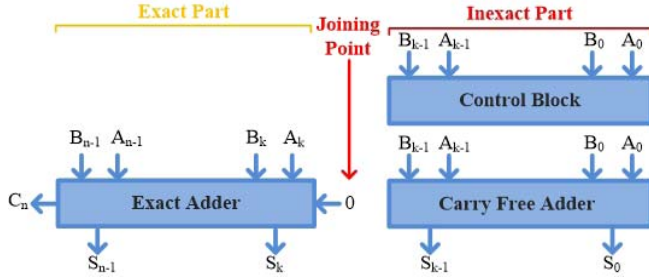 Exact Part
Joining Point
Inexact Part
Bk-1 Ak-1 B0 A0
Control Block
Bn-1 An-1 Bk Ak
Bk-1 Ak-1 B0 A0
Cn Exact Adder 0
Carry Free Adder
Sn-1 Sk
Sk-1 S0